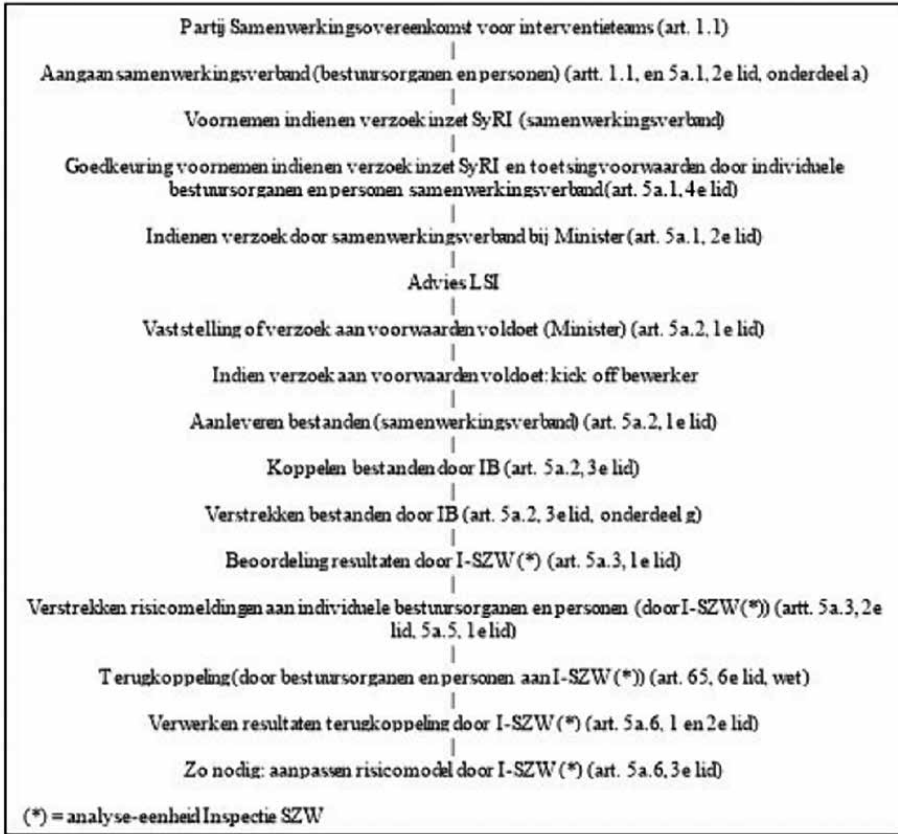 Partij Samenwerkingsovereenkomst voor interventieteams (art. 1.1)
|
Aangaan samenwerkingsverband (bestuursorganen en personen) (artt. 1.1, en 5a.1, 2e lid, onderdeel a)
|
Voornemen indienen verzoek inzet SyRI (samenwerkingsverband)
|
Goedkeuring voornemen indienen verzoek inzet SyRI en toetsing voorwaarden door individuele
bestuursorganen en personen samenwerkingsverband (art. 5a.1, 4e lid)
|
Indienen verzoek door samenwerkingsverband bij Minister (art. 5a.1, 2e lid)
|
Advies LSI
|
Vaststelling of verzoek aan voorwaarden voldoet (Minister) (art. 5a.2, 1e lid)
|
Indien verzoek aan voorwaarden voldoet: kick off bewerker
|
Aanleveren bestanden (samenwerkingsverband) (art. 5a.2, 1e lid)
|
Koppelen bestanden door IB (art. 5a.2, 3e lid)
|
Verstrekken bestanden door IB (art. 5a.2, 3e lid, onderdeel g)
|
Beoordeling resultaten door I-SZW (*) (art. 5a.3, 1e lid)
|
Verstrekken risicomeldingen aan individuele bestuursorganen en personen (door I-SZW (*)) (artt. 5a.3, 2e
lid, 5a.5, 1e lid)
|
Terugkoppeling (door bestuursorganen en personen aan I-SZW (*)) (art. 65, 6e lid, wet)
|
Verwerken resultaten terugkoppeling door I-SZW (*) (art. 5a.6, 1 en 2e lid)
|
Zo nodig: aanpassen risicomodel door I-SZW (*) (art. 5a.6, 3e lid)
(*) = analyse-eenheid Inspectie SZW